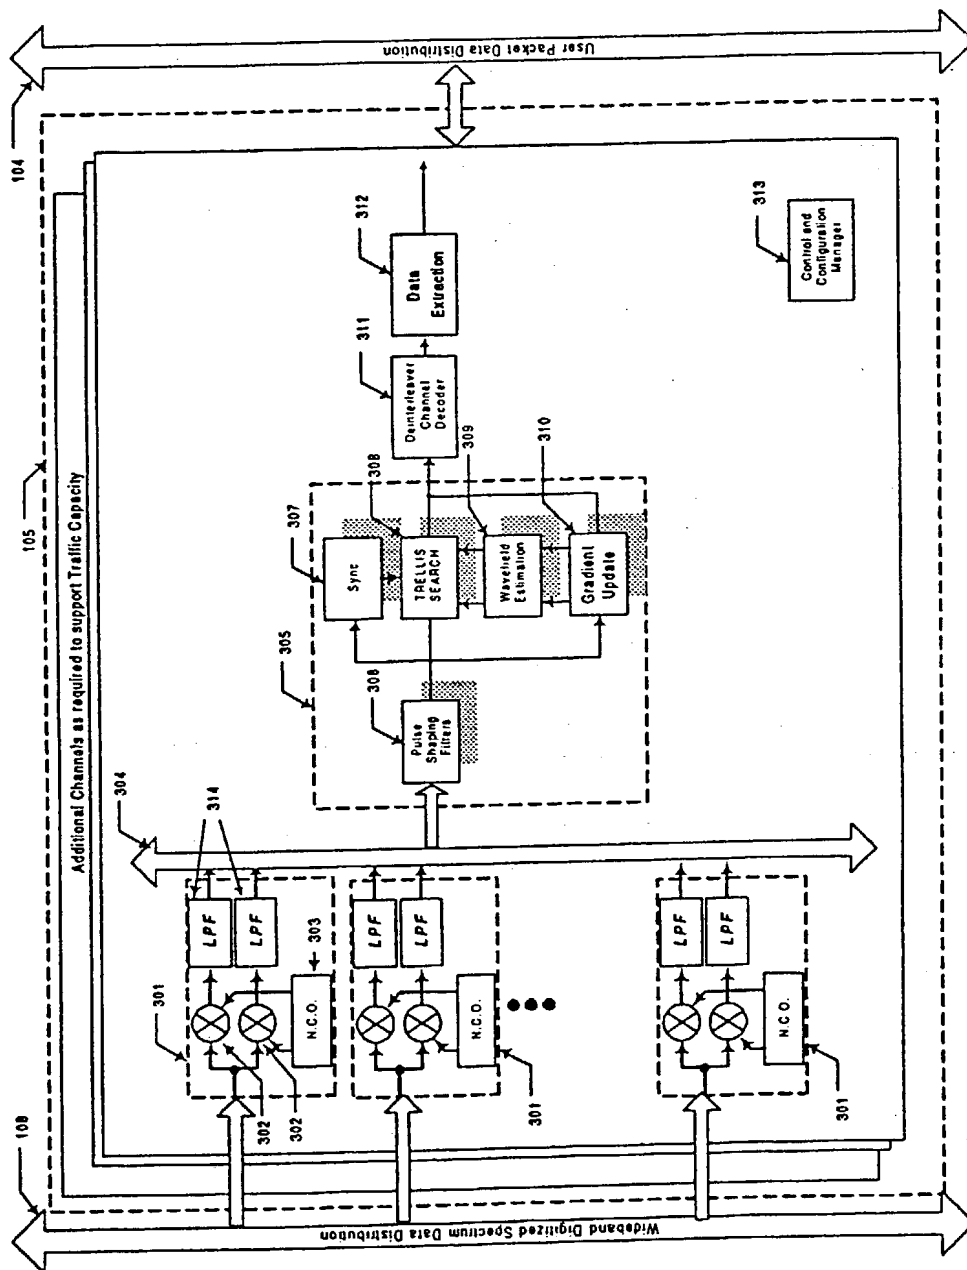 108
105
104
Additional Channels as required to support Traffic Capacity
Wideband Digitized Spectrum Data Distribution
User Packet Data Distribution
301
304
302
302
LPF
LPF
314
N.C.O.
303
LPF
LPF
N.C.O.
301
LPF
LPF
N.C.O.
301
305
307
308
309
310
308
Pulse
Shaping
Filters
Sync
TRELLIS
SEARCH
Wavefield
Estimation
Gradient
Update
311
Deinterleaver
Channel
Decoder
312
Data
Extraction
313
Control and
Configuration
Manager